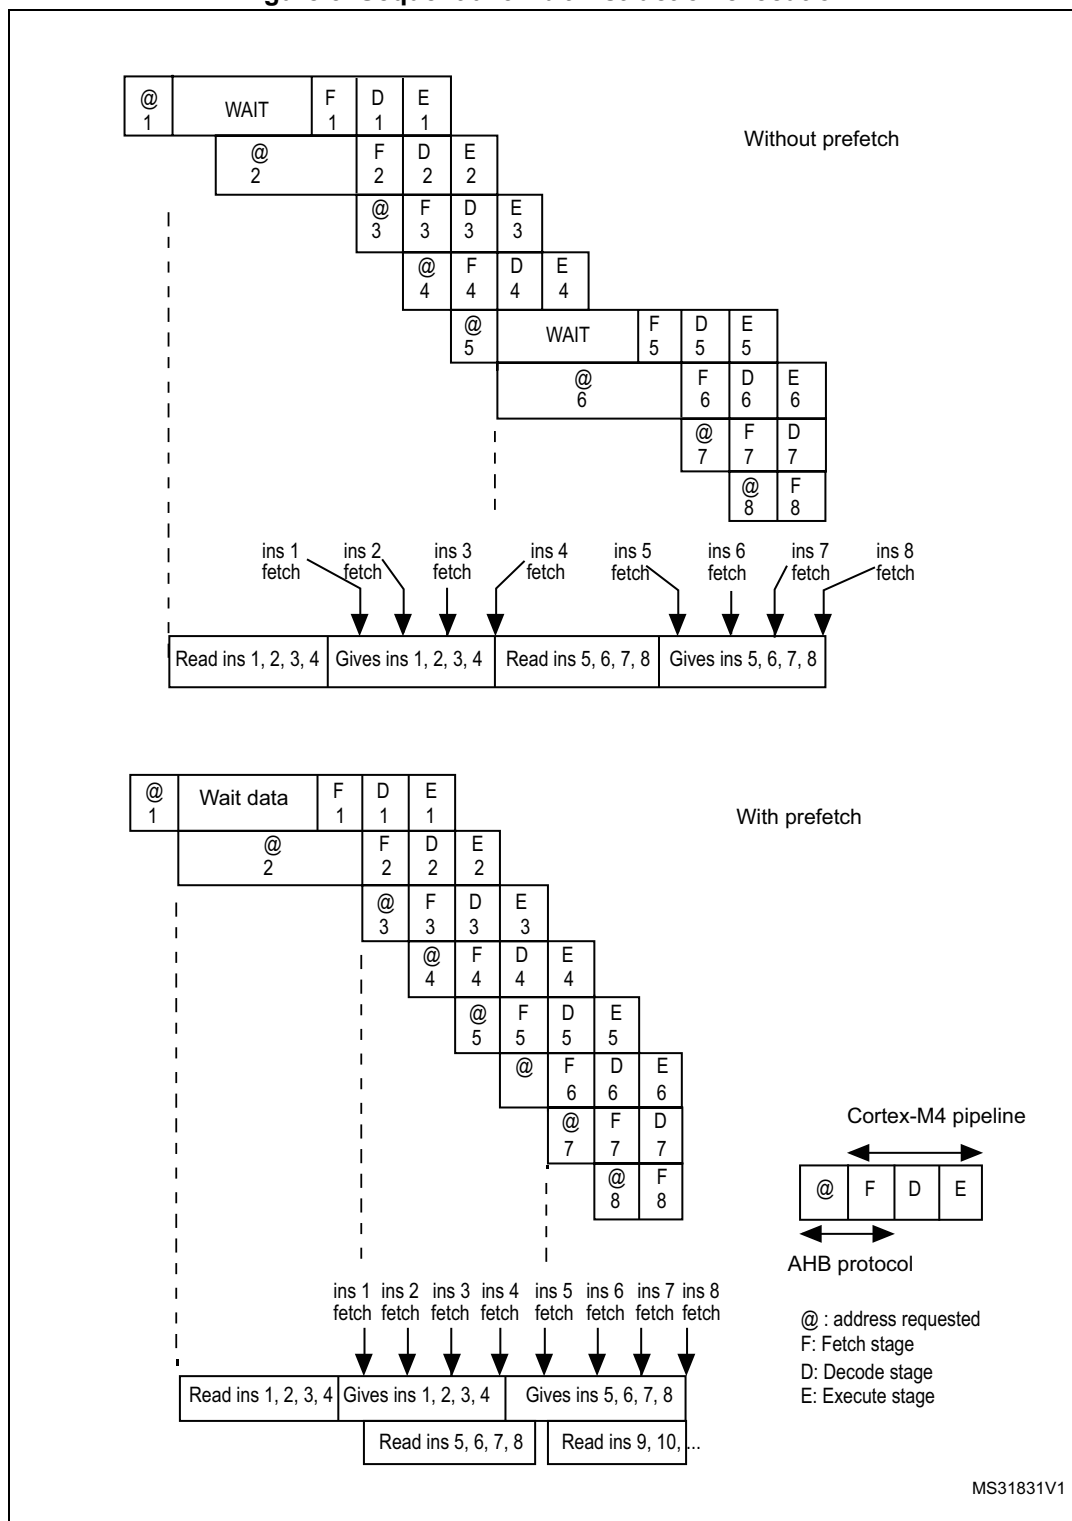 @ WAIT F D E
1 1 1 1
Without prefetch
@ F D E
2 2 2 2
@ F D E
3 3 3 3
@ F D E
4 4 4 4
@ WAIT F D E
5 5 5 5
@ F D E
6 6 6 6
@ F D
7 7 7
@ F
8 8
ins 1 ins 2 ins 3 ins 4 ins 5 ins 6 ins 7 ins 8
fetch fetch fetch fetch fetch fetch fetch fetch
Read ins 1, 2, 3, 4 Gives ins 1, 2, 3, 4 Read ins 5, 6, 7, 8 Gives ins 5, 6, 7, 8
@ Wait data F D E
1 1 1 1
With prefetch
@ F D E
2 2 2 2
@ F D E
3 3 3 3
@ F D E
4 4 4 4
@ F D E
5 5 5 5
@ F D E
6 6 6
@ F D
7 7 7
@ F
8 8
Cortex-M4 pipeline
@ F D E
AHB protocol
@ : address requested
F: Fetch stage
D: Decode stage
E: Execute stage
ins 1 ins 2 ins 3 ins 4 ins 5 ins 6 ins 7 ins 8
fetch fetch fetch fetch fetch fetch fetch fetch
Read ins 1, 2, 3, 4 Gives ins 1, 2, 3, 4 Gives ins 5, 6, 7, 8
Read ins 5, 6, 7, 8 Read ins 9, 10, ...
MS31831V1